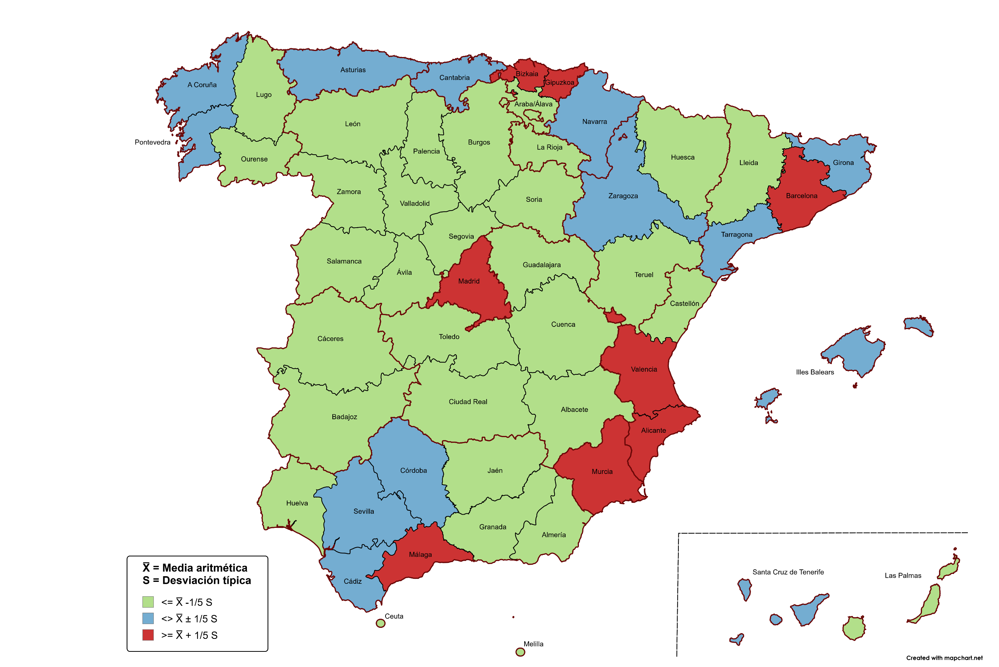 Asturias
Cantabria
Bizkaia
Gipuzkoa
A Coruña
Lugo
Araba/Álava
Navarra
León
Pontevedra
Burgos
La Rioja
Palencia
Ourense
Huesca
Lleida
Girona
Zamora
Valladolid
Soria
Zaragoza
Barcelona
Segovia
Tarragona
Salamanca
Ávila
Guadalajara
Teruel
Madrid
Castellón
Cuenca
Cáceres
Toledo
Valencia
Illes Balears
Ciudad Real
Albacete
Badajoz
Alicante
Córdoba
Jaén
Murcia
Huelva
Sevilla
Granada
Almería
Málaga
Cádiz
Ceuta
Melilla
Santa Cruz de Tenerife
Las Palmas
X̅ = Media aritmética
S = Desviación típica
<= X̅ -1/5 S
<> X̅ ± 1/5 S
>= X̅ + 1/5 S
Created with mapchart.net